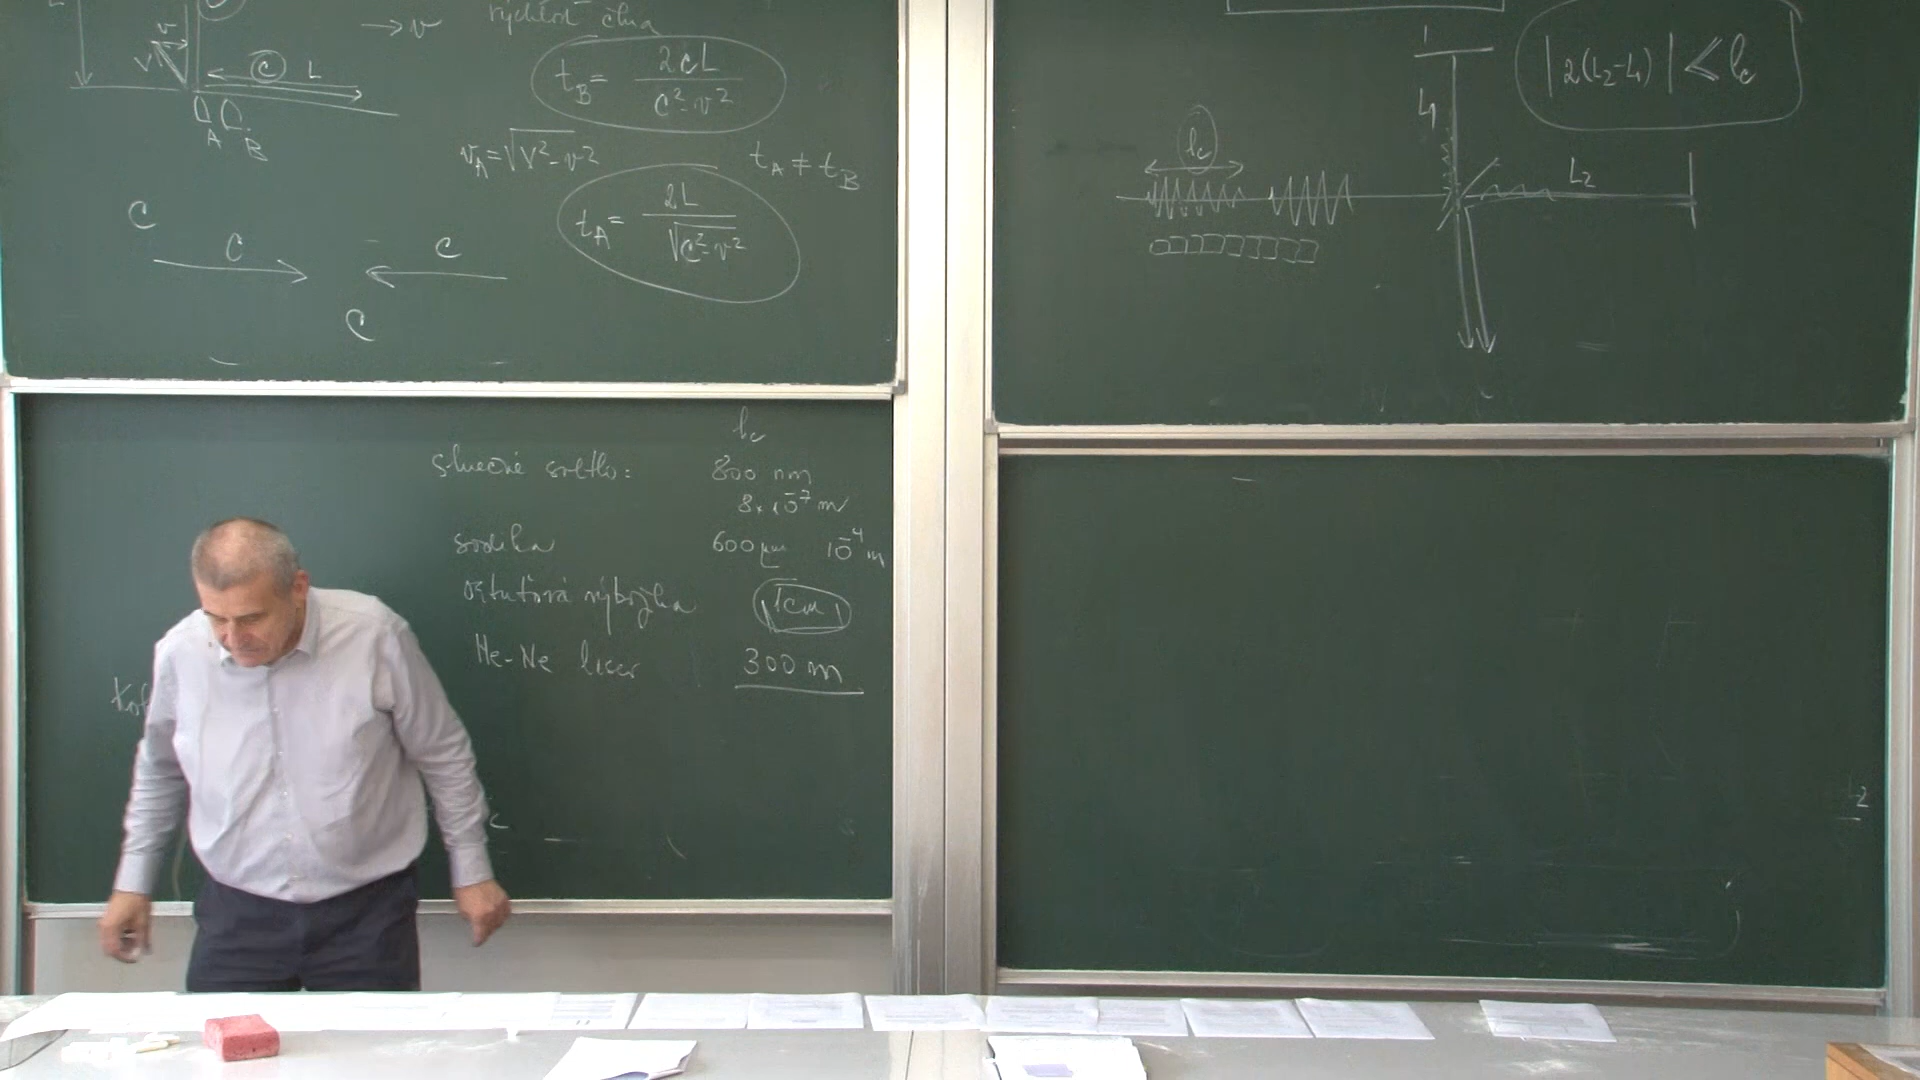 → v rychlost člna
v
V
c L
A B
t_B = 2cL / c²-v²
v_A = √V²-v²
t_A ≠ t_B
t_A = 2L / √c²-v²
c
c c
c
l_c
slnečné svetlo: 800 nm
8×10⁻⁷ m
sodíka 600 μm 10⁻⁴ m
ortuťová výbojka 1cm
He-Ne laser 300 m
c
|2(L₂-L₁)| ≪ l_c
L₁
l_c
L₂
2